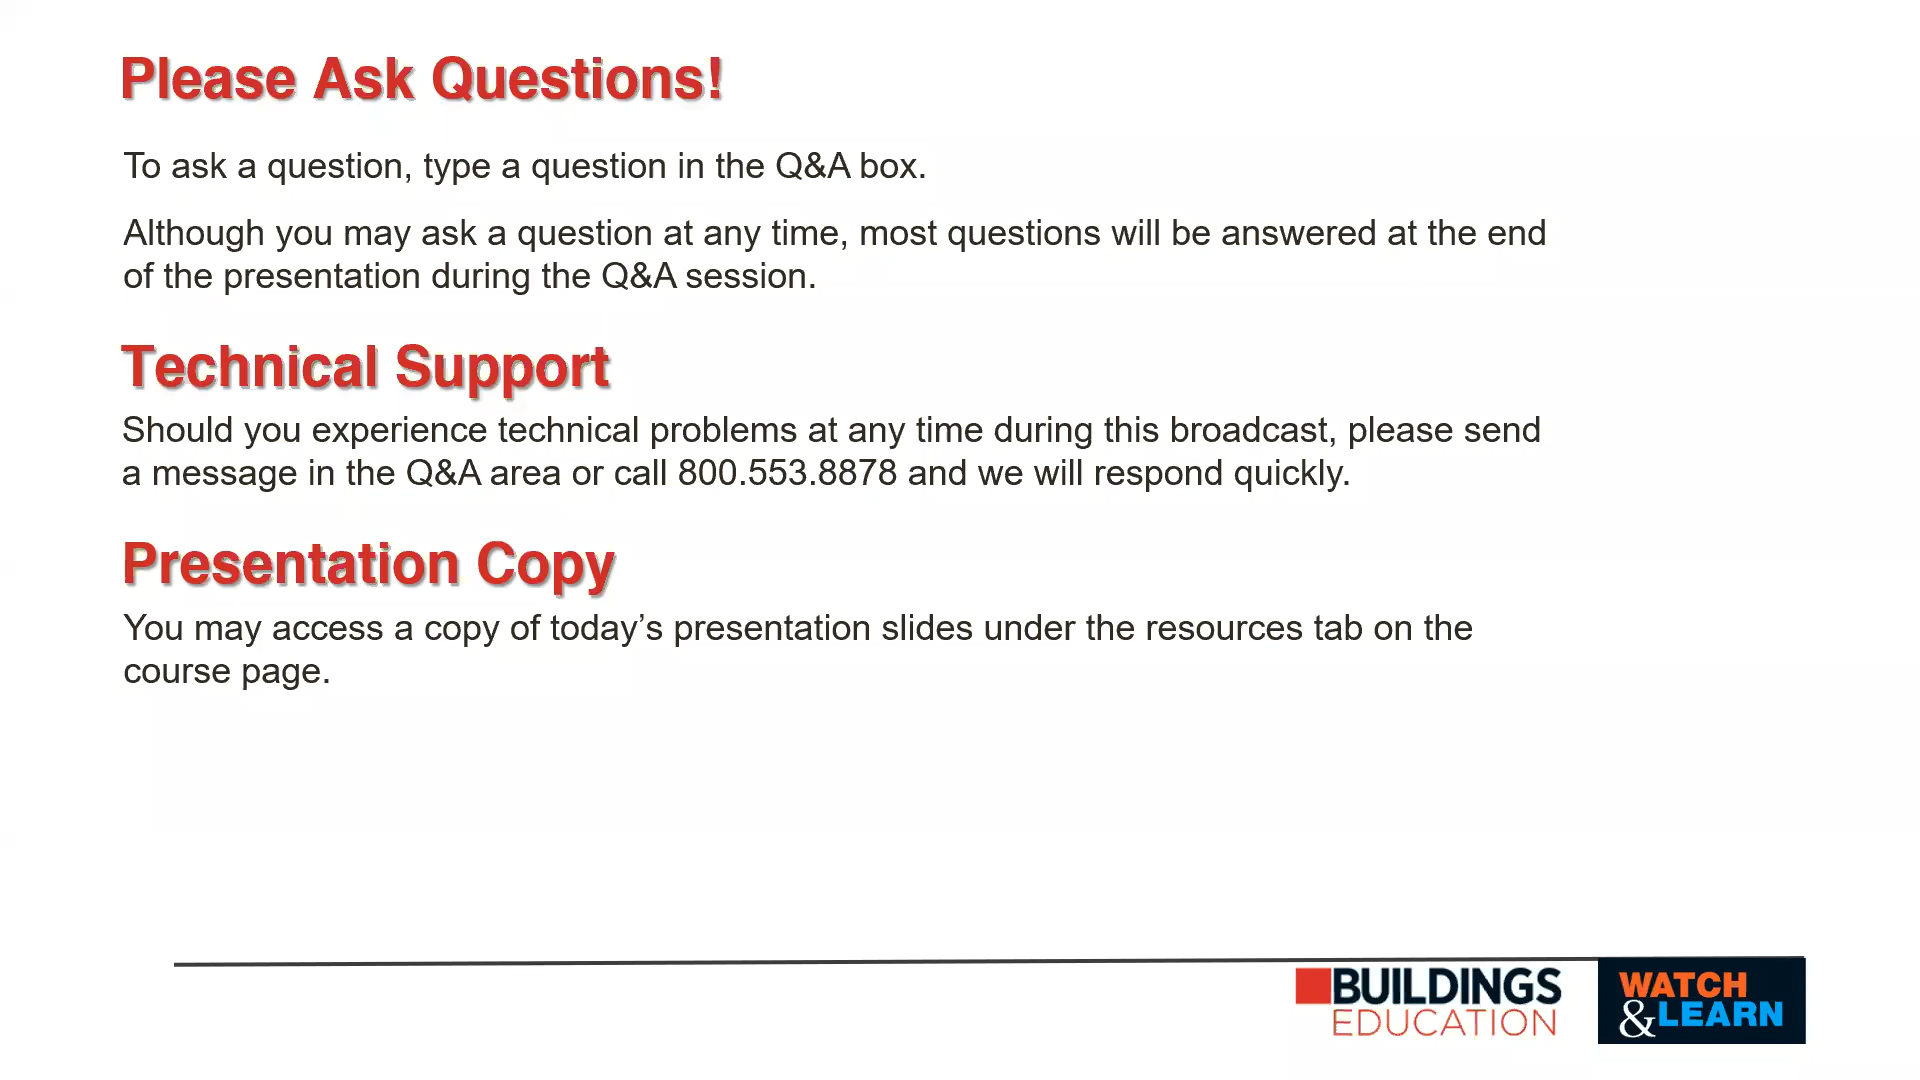 Please Ask Questions!
To ask a question, type a question in the Q&A box.
Although you may ask a question at any time, most questions will be answered at the end
of the presentation during the Q&A session.
Technical Support
Should you experience technical problems at any time during this broadcast, please send
a message in the Q&A area or call 800.553.8878 and we will respond quickly.
Presentation Copy
You may access a copy of today’s presentation slides under the resources tab on the
course page.
BUILDINGS
EDUCATION
WATCH
&LEARN